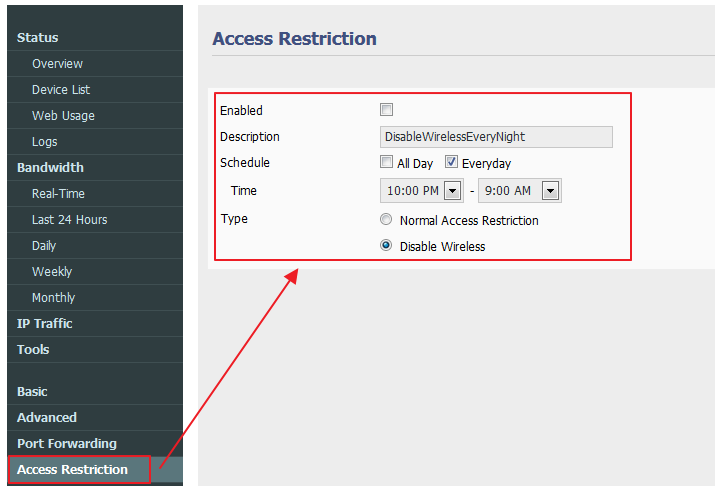 Status
Overview
Device List
Web Usage
Logs
Bandwidth
Real-Time
Last 24 Hours
Daily
Weekly
Monthly
IP Traffic
Tools
Basic
Advanced
Port Forwarding
Access Restriction
Access Restriction
Enabled
Description DisableWirelessEveryNight
Schedule All Day Everyday
Time 10:00 PM - 9:00 AM
Type Normal Access Restriction
Disable Wireless